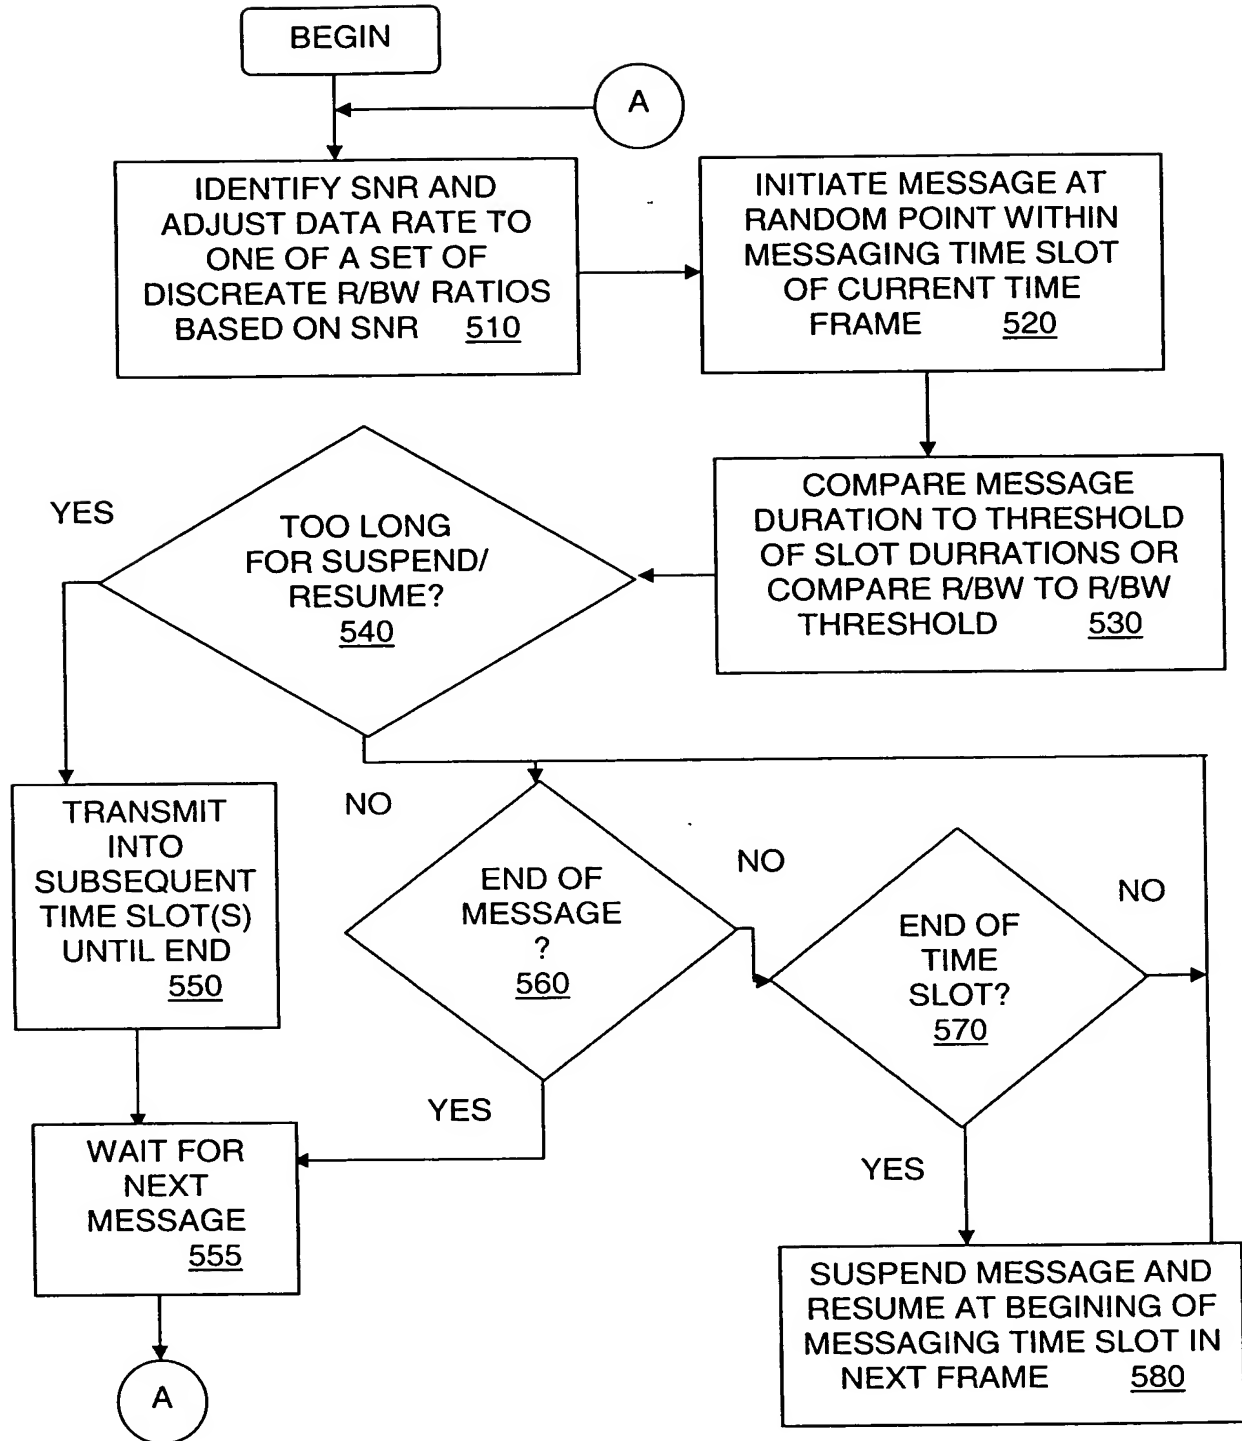 BEGIN
A
IDENTIFY SNR AND
ADJUST DATA RATE TO
ONE OF A SET OF
DISCREATE R/BW RATIOS
BASED ON SNR 510
INITIATE MESSAGE AT
RANDOM POINT WITHIN
MESSAGING TIME SLOT
OF CURRENT TIME
FRAME 520
COMPARE MESSAGE
DURATION TO THRESHOLD
OF SLOT DURRATIONS OR
COMPARE R/BW TO R/BW
THRESHOLD 530
YES
TOO LONG
FOR SUSPEND/
RESUME?
540
NO
TRANSMIT
INTO
SUBSEQUENT
TIME SLOT(S)
UNTIL END
550
END OF
MESSAGE
?
560
NO
END OF
TIME
SLOT?
570
NO
YES
WAIT FOR
NEXT
MESSAGE
555
YES
SUSPEND MESSAGE AND
RESUME AT BEGINING OF
MESSAGING TIME SLOT IN
NEXT FRAME 580
A